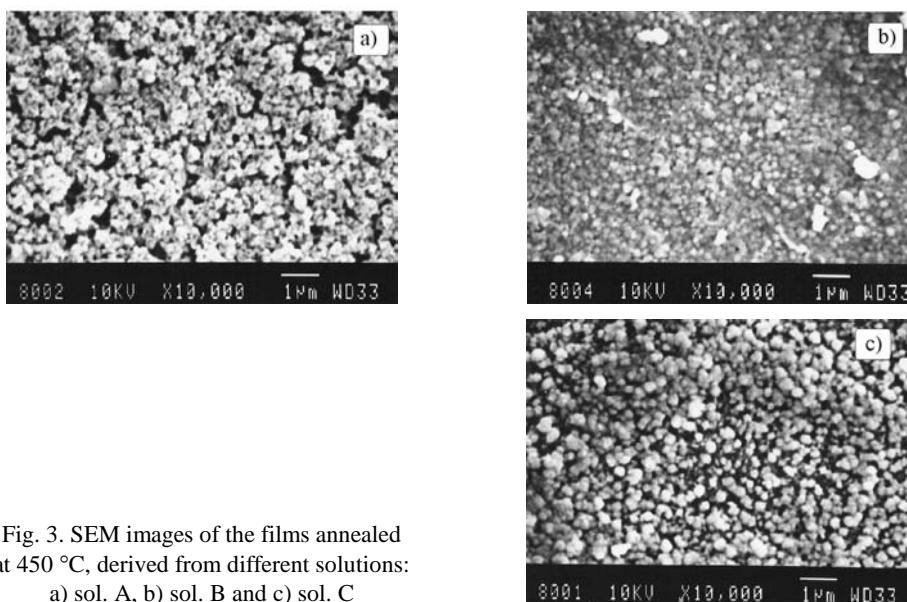 a)
8002 10KV X10,000 1μm WD33
b)
8004 10KV X10,000 1μm WD33
c)
8001 10KV X10,000 1μm WD33
Fig. 3. SEM images of the films annealed
at 450 °C, derived from different solutions:
a) sol. A, b) sol. B and c) sol. C